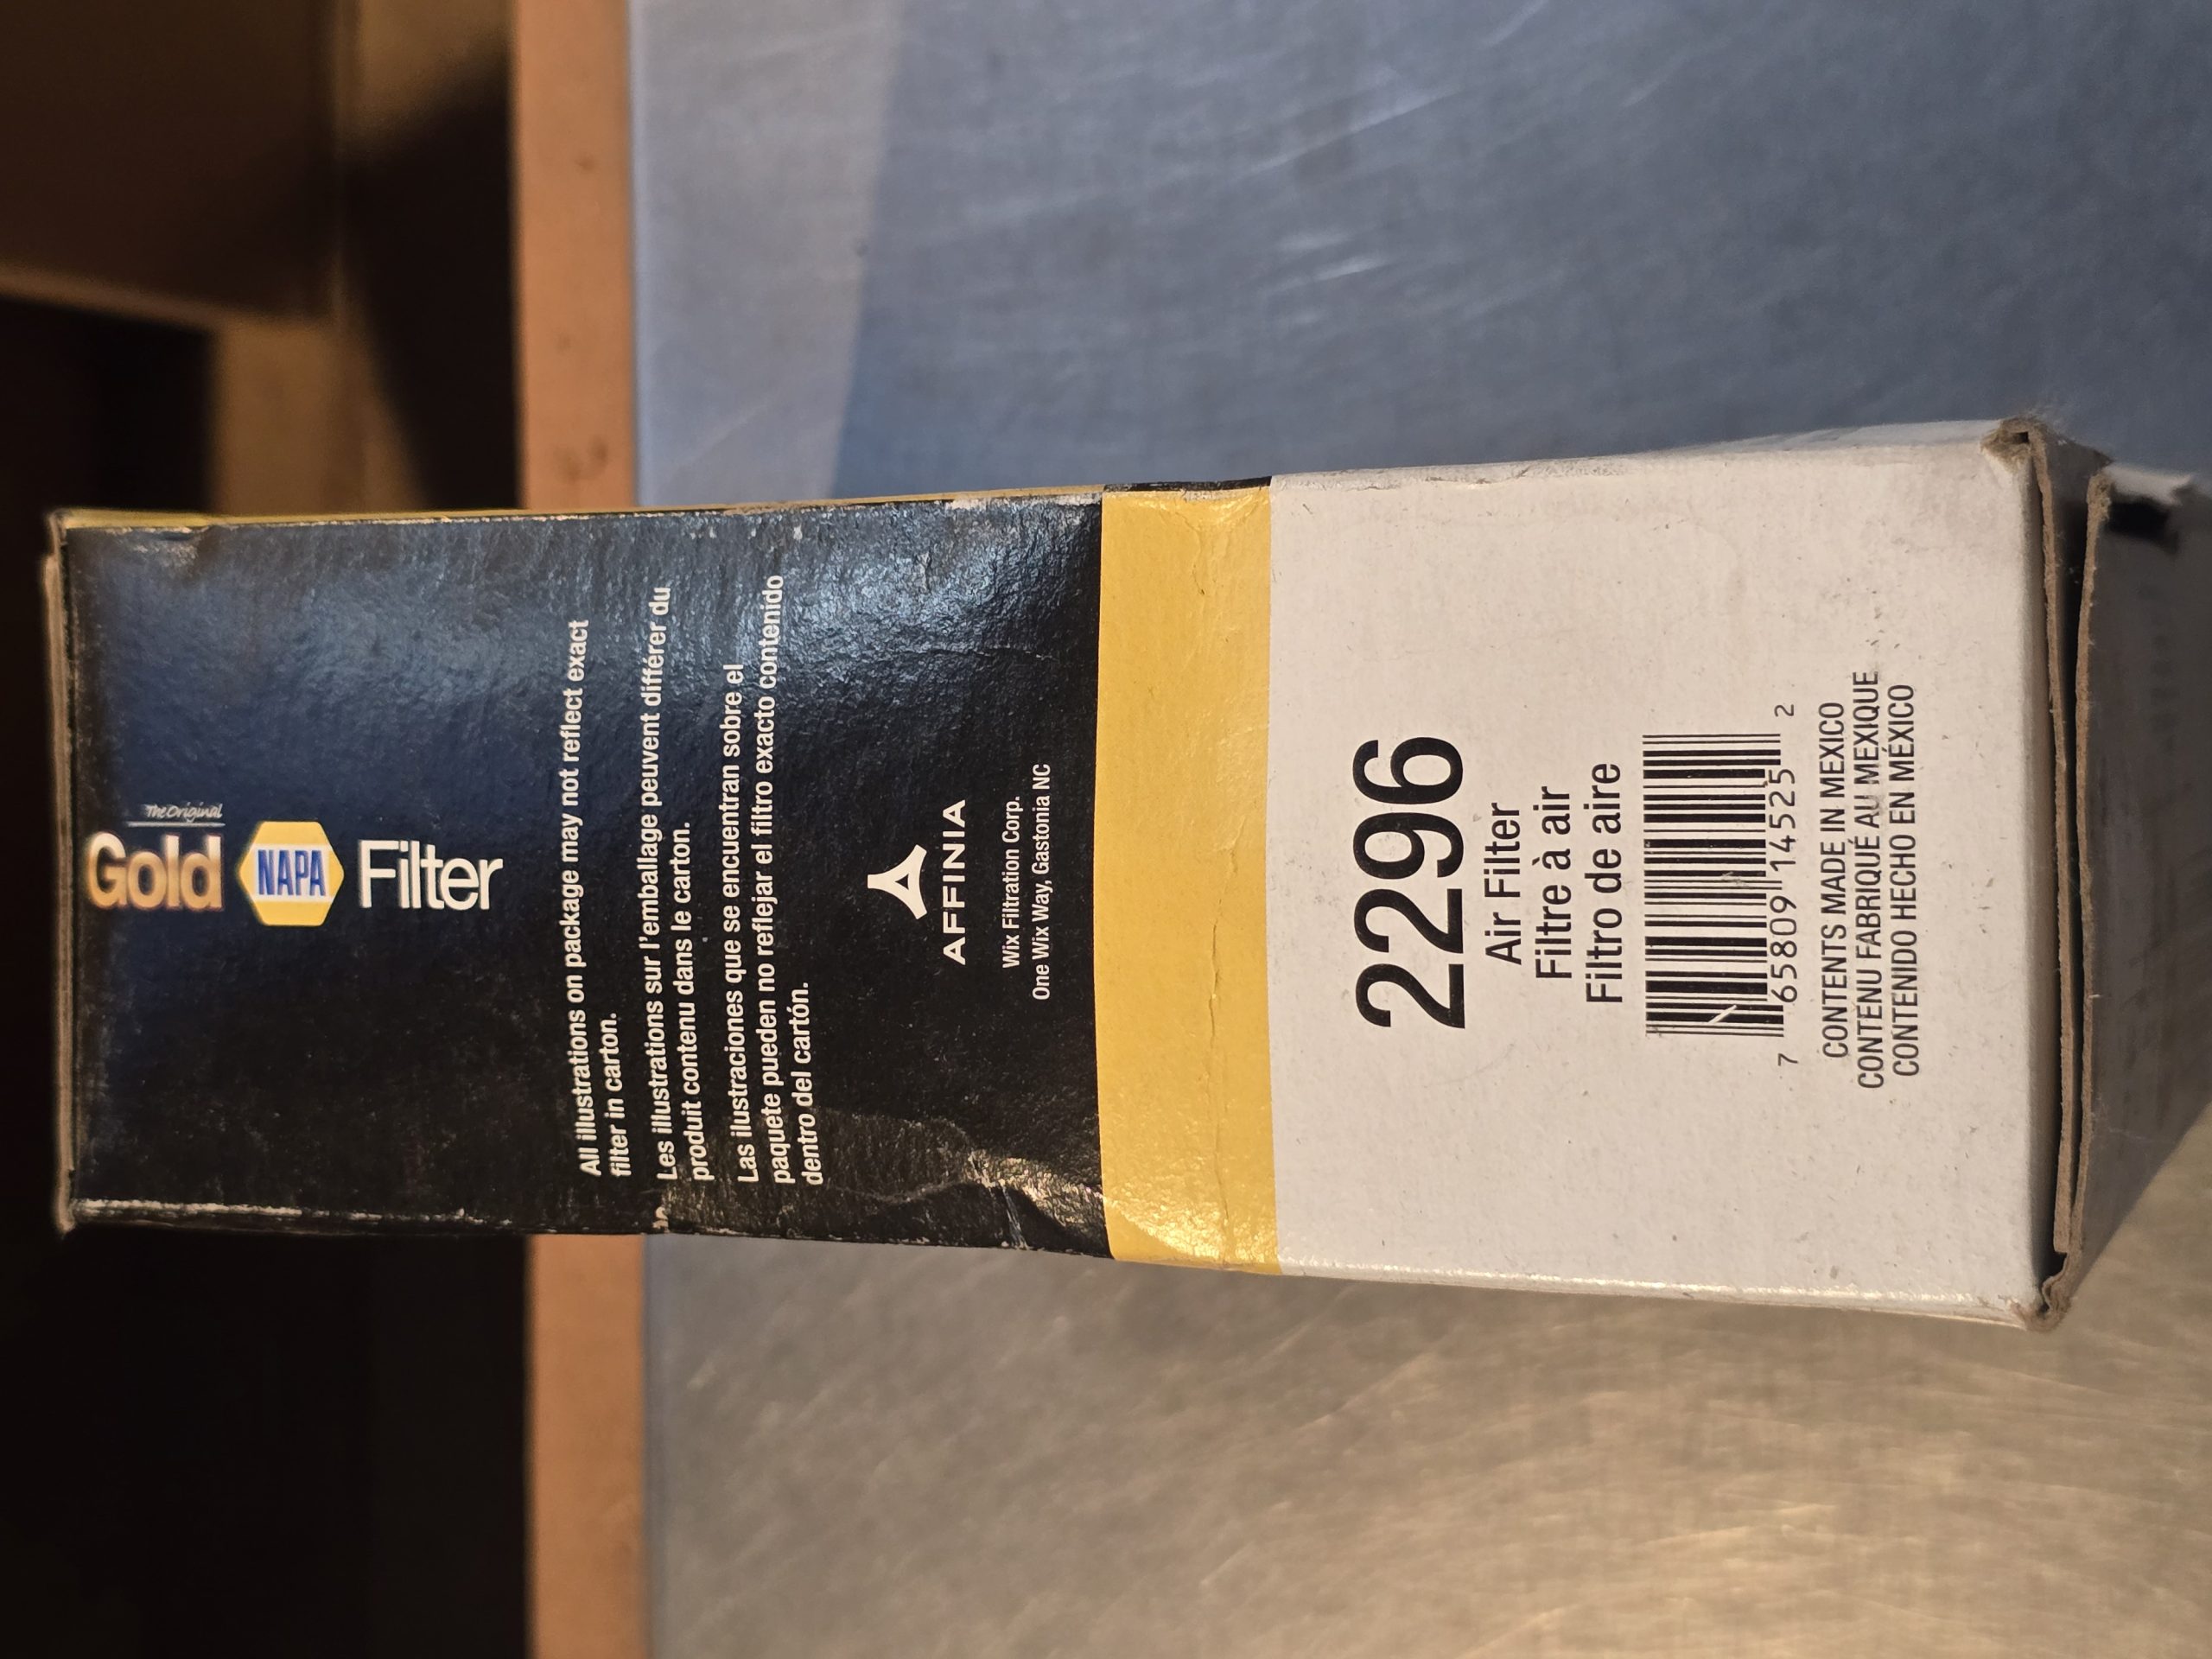 The Original
Gold NAPA Filter
All illustrations on package may not reflect exact
filter in carton.
Les illustrations sur l'emballage peuvent différer du
produit contenu dans le carton.
Las ilustraciones que se encuentran sobre el
paquete pueden no reflejar el filtro exacto contenido
dentro del cartón.
AFFINIA
Wix Filtration Corp.
One Wix Way, Gastonia NC
2296
Air Filter
Filtre à air
Filtro de aire
7 65809 14525 2
CONTENTS MADE IN MEXICO
CONTENU FABRIQUÉ AU MEXIQUE
CONTENIDO HECHO EN MÉXICO